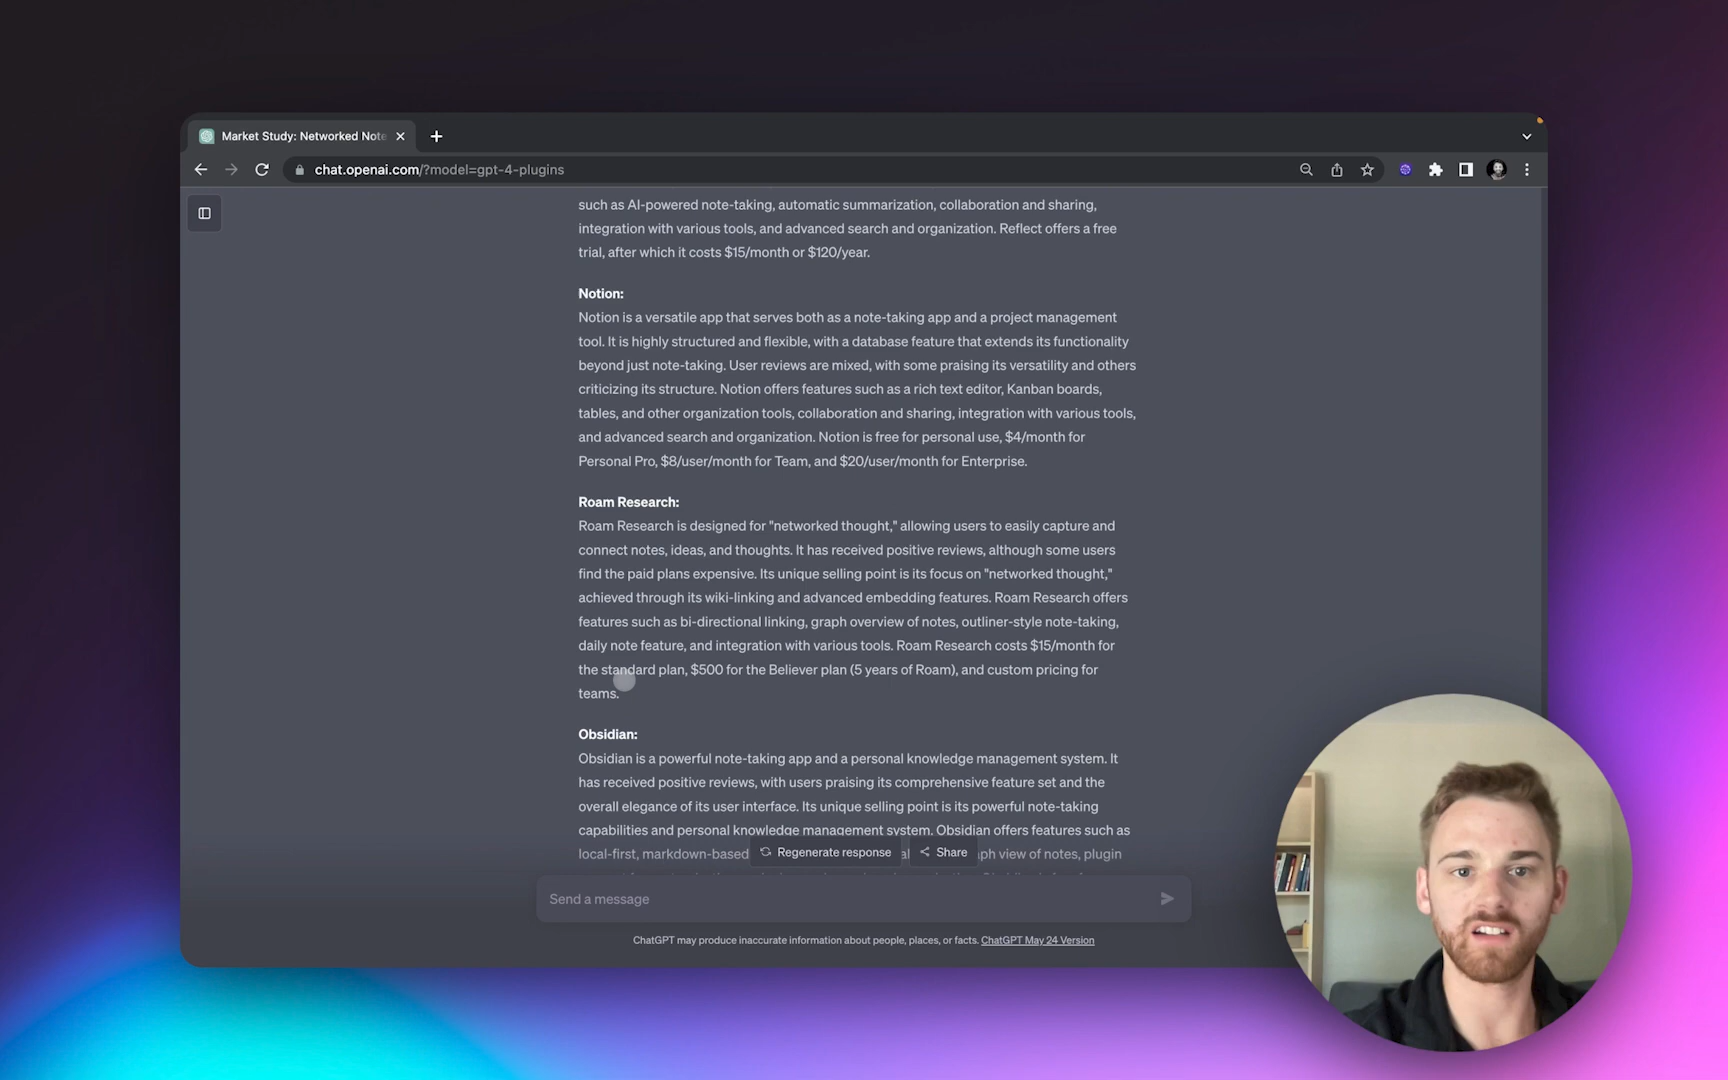 Market Study: Networked Note
chat.openai.com/?model=gpt-4-plugins
such as AI-powered note-taking, automatic summarization, collaboration and sharing,
integration with various tools, and advanced search and organization. Reflect offers a free
trial, after which it costs $15/month or $120/year.
Notion:
Notion is a versatile app that serves both as a note-taking app and a project management
tool. It is highly structured and flexible, with a database feature that extends its functionality
beyond just note-taking. User reviews are mixed, with some praising its versatility and others
criticizing its structure. Notion offers features such as a rich text editor, Kanban boards,
tables, and other organization tools, collaboration and sharing, integration with various tools,
and advanced search and organization. Notion is free for personal use, $4/month for
Personal Pro, $8/user/month for Team, and $20/user/month for Enterprise.
Roam Research:
Roam Research is designed for "networked thought," allowing users to easily capture and
connect notes, ideas, and thoughts. It has received positive reviews, although some users
find the paid plans expensive. Its unique selling point is its focus on "networked thought,"
achieved through its wiki-linking and advanced embedding features. Roam Research offers
features such as bi-directional linking, graph overview of notes, outliner-style note-taking,
daily note feature, and integration with various tools. Roam Research costs $15/month for
the standard plan, $500 for the Believer plan (5 years of Roam), and custom pricing for
teams.
Obsidian:
Obsidian is a powerful note-taking app and a personal knowledge management system. It
has received positive reviews, with users praising its comprehensive feature set and the
overall elegance of its user interface. Its unique selling point is its powerful note-taking
capabilities and personal knowledge management system. Obsidian offers features such as
local-first, markdown-based view of notes, plugin
Regenerate response
Share
Send a message
ChatGPT may produce inaccurate information about people, places, or facts. ChatGPT May 24 Version